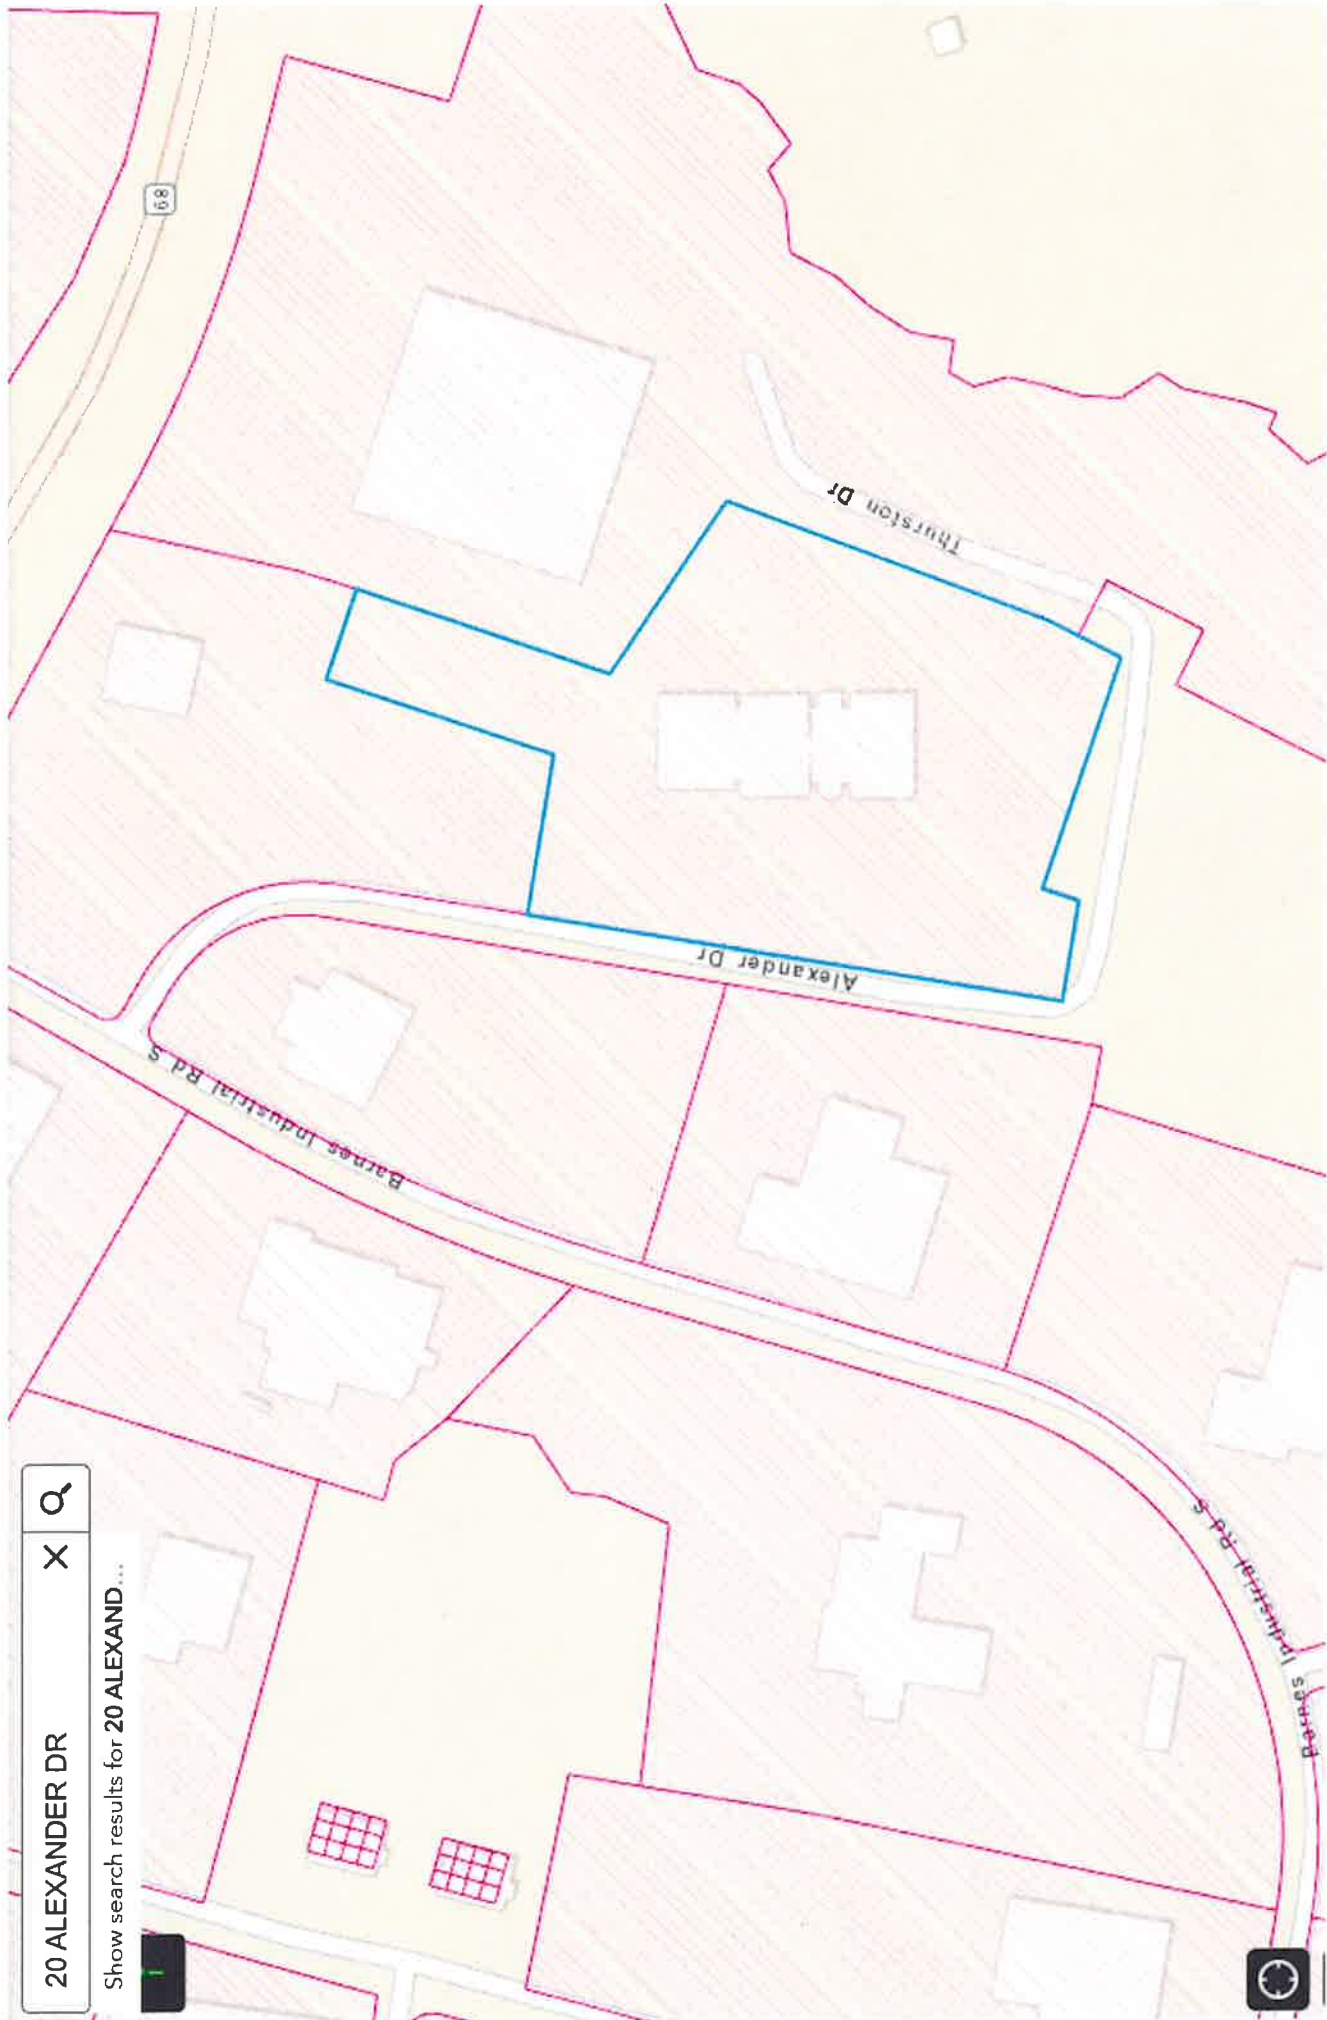 20 ALEXANDER DR
Show search results for 20 ALEXAND...
89
Thurston Dr
Alexander Dr
Barnes Industrial Rd S
Barnes Industrial Rd S